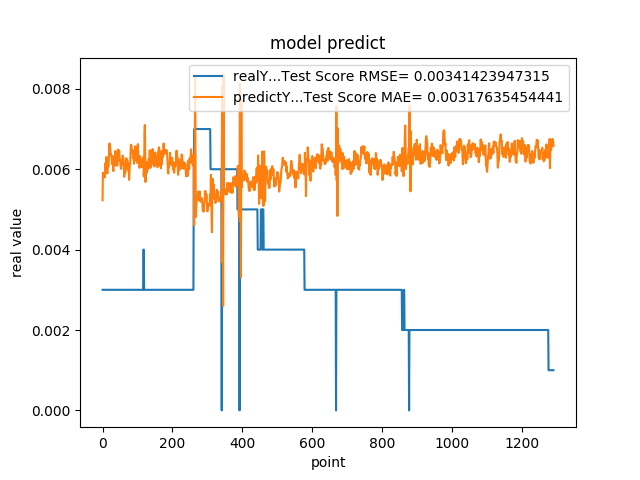 model predict
realY...Test Score RMSE= 0.00341423947315
predictY...Test Score MAE= 0.00317635454441
0.008
0.006
0.004
0.002
0.000
real value
0 200 400 600 800 1000 1200
point